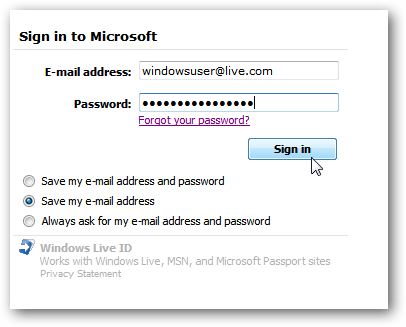 Sign in to Microsoft
E-mail address: windowsuser@live.com
Password: ●●●●●●●●●●●●●●●●
Forgot your password?
Sign in
Save my e-mail address and password
Save my e-mail address
Always ask for my e-mail address and password
Windows Live ID
Works with Windows Live, MSN, and Microsoft Passport sites
Privacy Statement